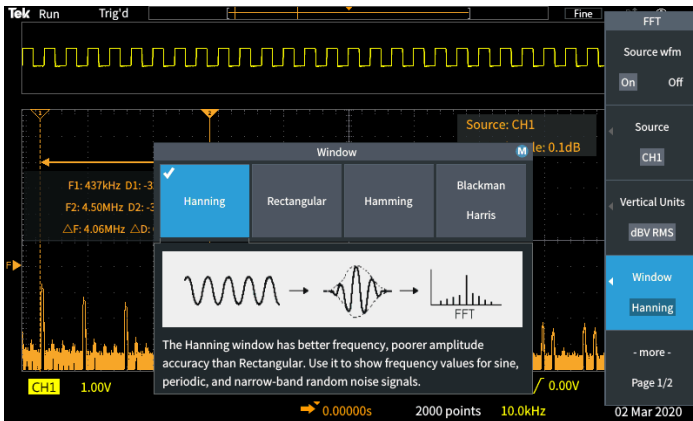 Tek Run Trig'd Fine
FFT
Source wfm
On Off
Source
CH1
Vertical Units
dBV RMS
Window
Hanning
- more -
Page 1/2
Source: CH1
le: 0.1dB
1
2
F1: 437kHz D1: -3
F2: 4.50MHz D2: -3
△F: 4.06MHz △D:
Window M
Hanning
Rectangular
Hamming
Blackman
Harris
FFT
The Hanning window has better frequency, poorer amplitude
accuracy than Rectangular. Use it to show frequency values for sine,
periodic, and narrow-band random noise signals.
F
CH1 1.00V
0.00V
0.00000s 2000 points 10.0kHz 02 Mar 2020